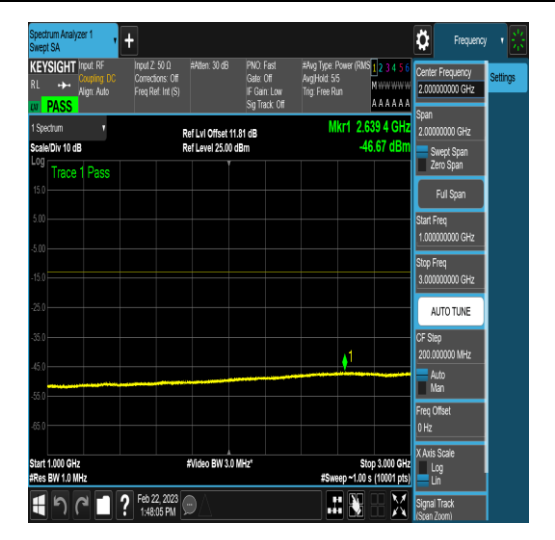 Spectrum Analyzer 1
Swept SA
+
Frequency
KEYSIGHT
Input: RF
Input Z: 50 Ω
#Atten: 30 dB
PNO: Fast
#Avg Type: Power (RMS
1 2 3 4 5 6
RL
Coupling: DC
Corrections: Off
Gate: Off
Avg|Hold: 5/5
M W W W W W
Align: Auto
Freq Ref: Int (S)
IF Gain: Low
Trig: Free Run
Sig Track: Off
A A A A A A
PASS
1 Spectrum
Ref Lvl Offset 11.81 dB
Mkr1 2.639 4 GHz
Scale/Div 10 dB
Ref Level 25.00 dBm
-46.67 dBm
Log
Trace 1 Pass
15.0
5.00
-5.00
-15.0
-25.0
-35.0
-45.0
-55.0
-65.0
1
Start 1.000 GHz
#Video BW 3.0 MHz*
Stop 3.000 GHz
#Res BW 1.0 MHz
#Sweep ~1.00 s (10001 pts)
?
Feb 22, 2023
1:48:05 PM
Center Frequency
2.000000000 GHz
Settings
Span
2.00000000 GHz
Swept Span
Zero Span
Full Span
Start Freq
1.000000000 GHz
Stop Freq
3.000000000 GHz
AUTO TUNE
CF Step
200.000000 MHz
Auto
Man
Freq Offset
0 Hz
X Axis Scale
Log
Lin
Signal Track
(Span Zoom)